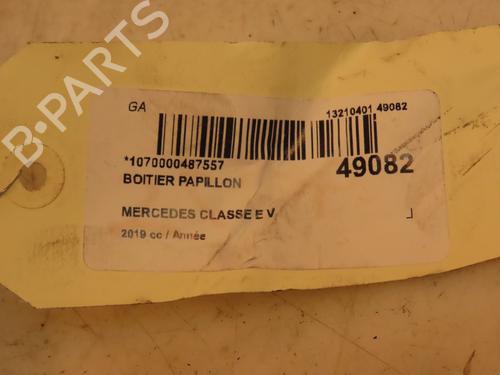 B-PARTS
GA
13210401 49082
*1070000487557
49082
BOITIER PAPILLON
MERCEDES CLASSE E V
2019 cc / Année